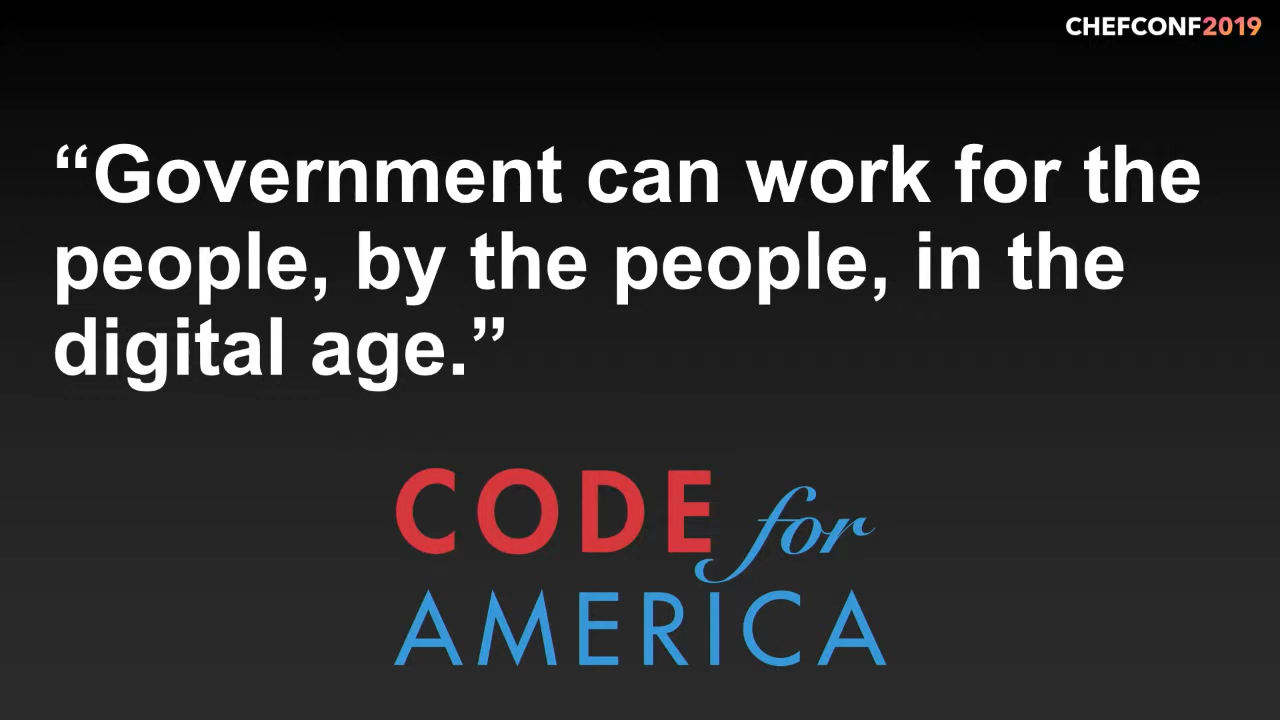 CHEFCONF2019
“Government can work for the
people, by the people, in the
digital age.”
CODE for
AMERICA